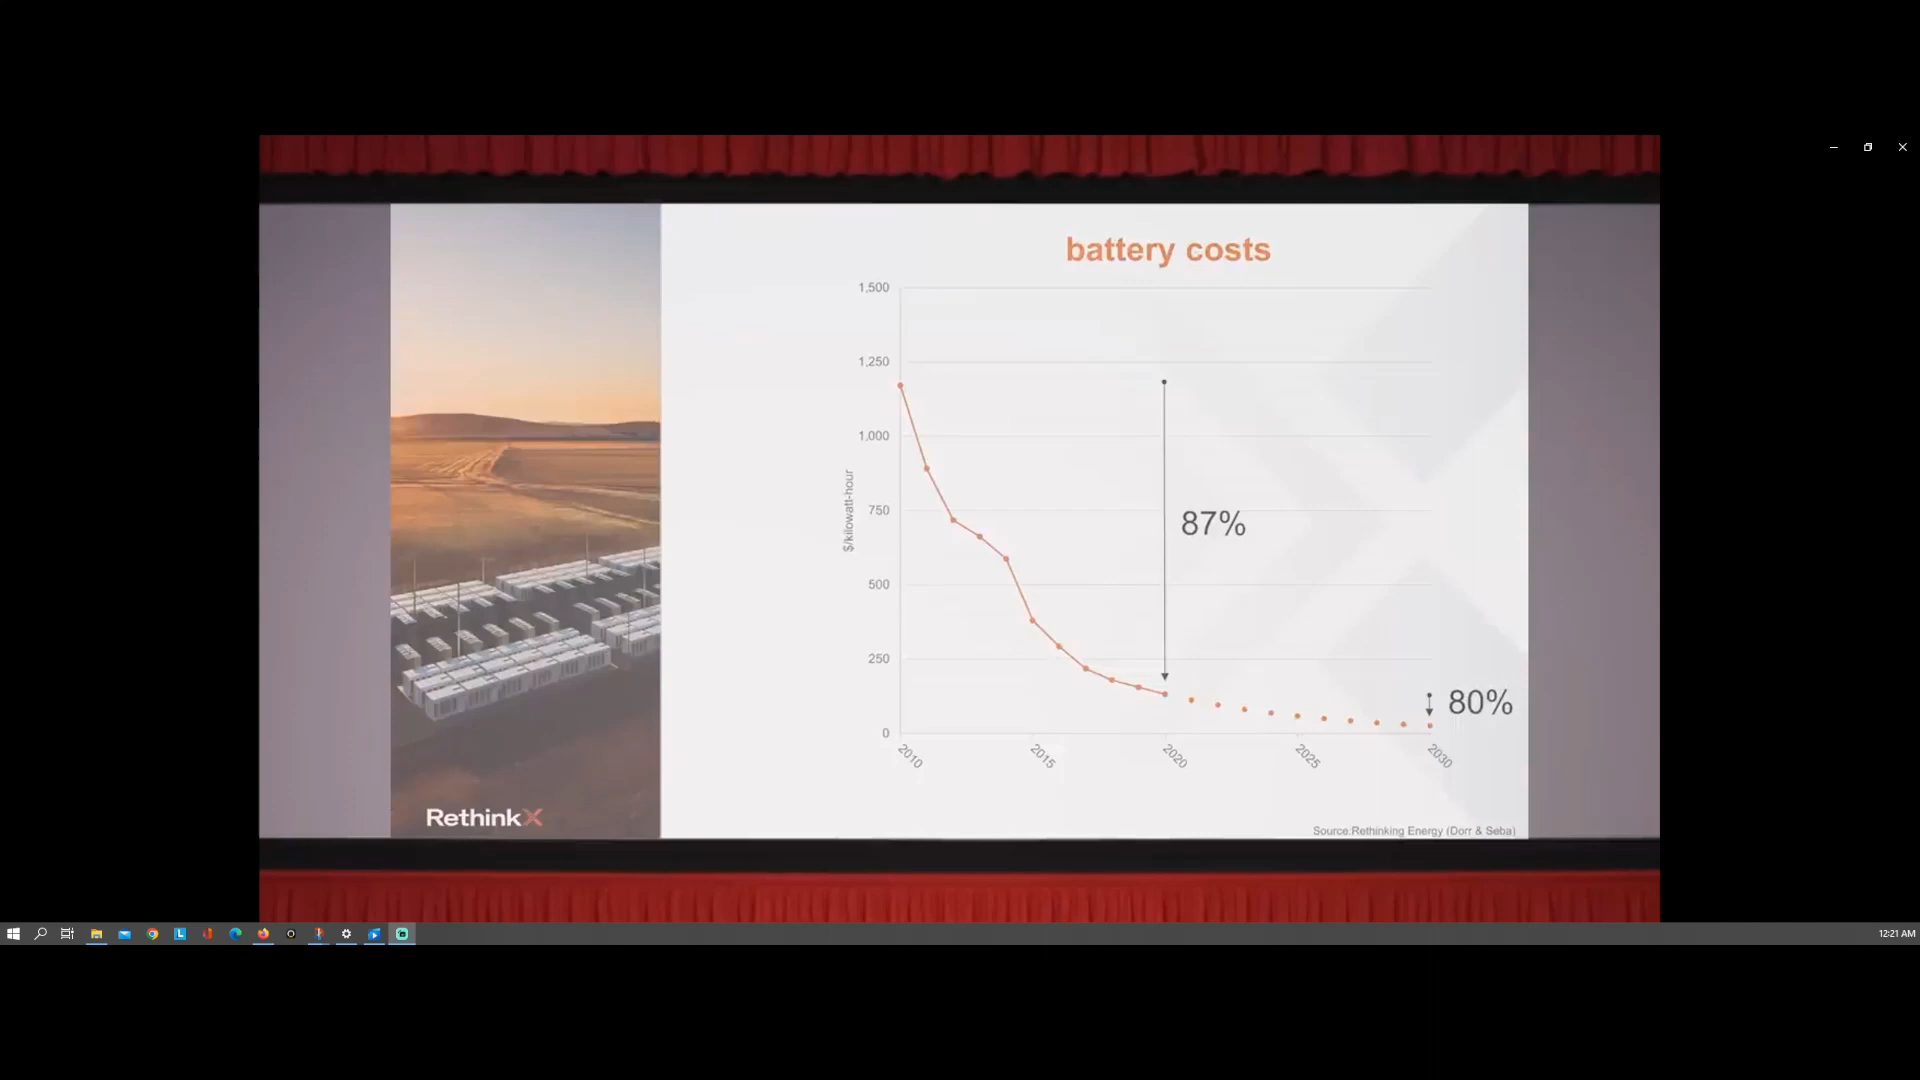 battery costs
1,500
1,250
1,000
750
500
250
0
$/kilowatt-hour
87%
80%
2010
2015
2020
2025
2030
RethinkX
Source:Rethinking Energy (Dorr & Seba)
12:21 AM